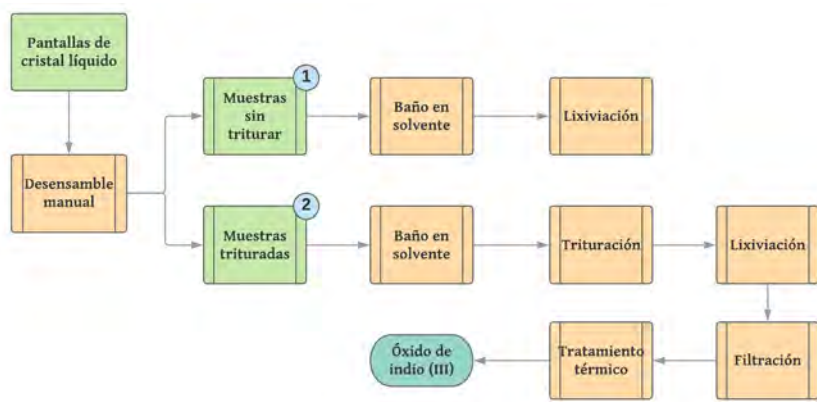 Pantallas de
cristal líquido
Desensamble
manual
1
Muestras
sin
triturar
Baño en
solvente
Lixiviación
2
Muestras
trituradas
Baño en
solvente
Trituración
Lixiviación
Filtración
Tratamiento
térmico
Óxido de
indio (III)